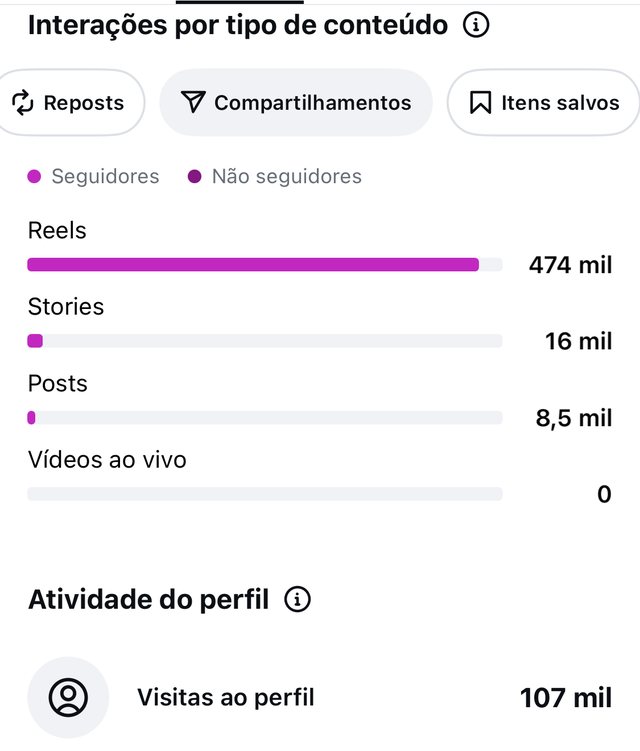 Interações por tipo de conteúdo
Reposts Compartilhamentos Itens salvos
Seguidores Não seguidores
Reels
474 mil
Stories
16 mil
Posts
8,5 mil
Vídeos ao vivo
0
Atividade do perfil
Visitas ao perfil 107 mil